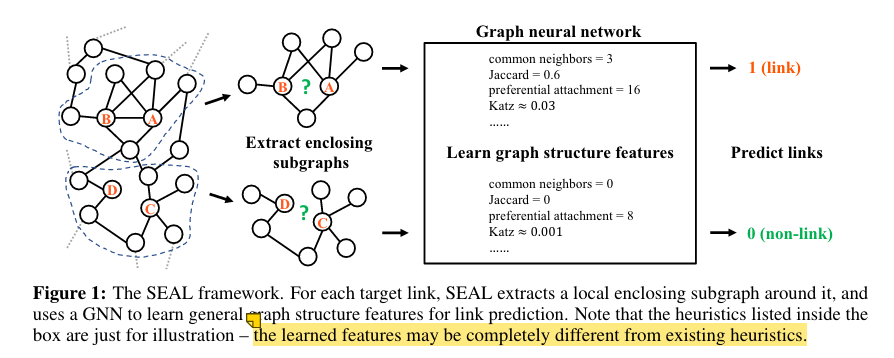 Graph neural network
common neighbors = 3
Jaccard = 0.6
preferential attachment = 16
Katz ≈ 0.03
......
1 (link)
B ? A
B A
Extract enclosing
subgraphs
Learn graph structure features
Predict links
common neighbors = 0
Jaccard = 0
preferential attachment = 8
Katz ≈ 0.001
......
0 (non-link)
D
C
D ? C
Figure 1: The SEAL framework. For each target link, SEAL extracts a local enclosing subgraph around it, and
uses a GNN to learn general graph structure features for link prediction. Note that the heuristics listed inside the
box are just for illustration – the learned features may be completely different from existing heuristics.